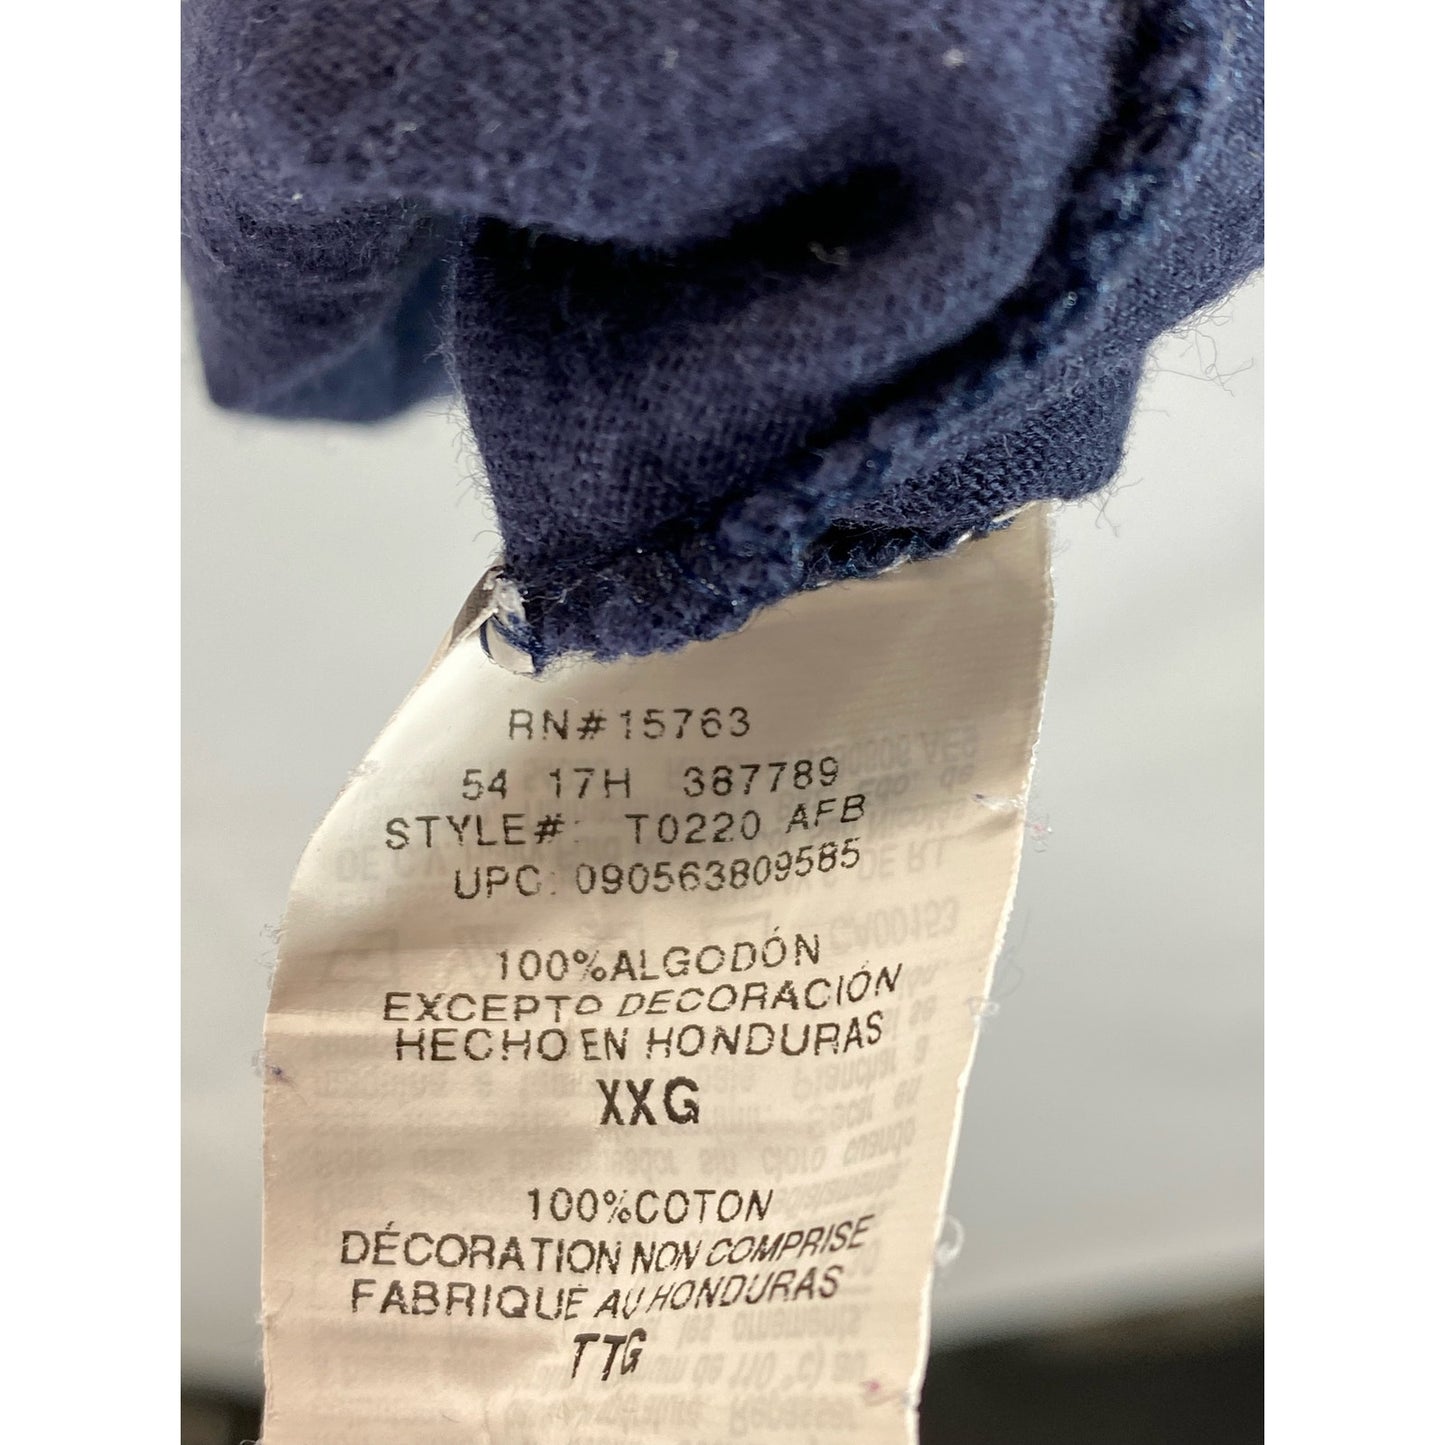 RN#15763
54 17H 387789
STYLE#: T0220 AFB
UPC: 090563809585
100%ALGODÓN
EXCEPTO DECORACIÓN
HECHO EN HONDURAS
XXG
100%COTON
DÉCORATION NON COMPRISE
FABRIQUÉ AU HONDURAS
TTG